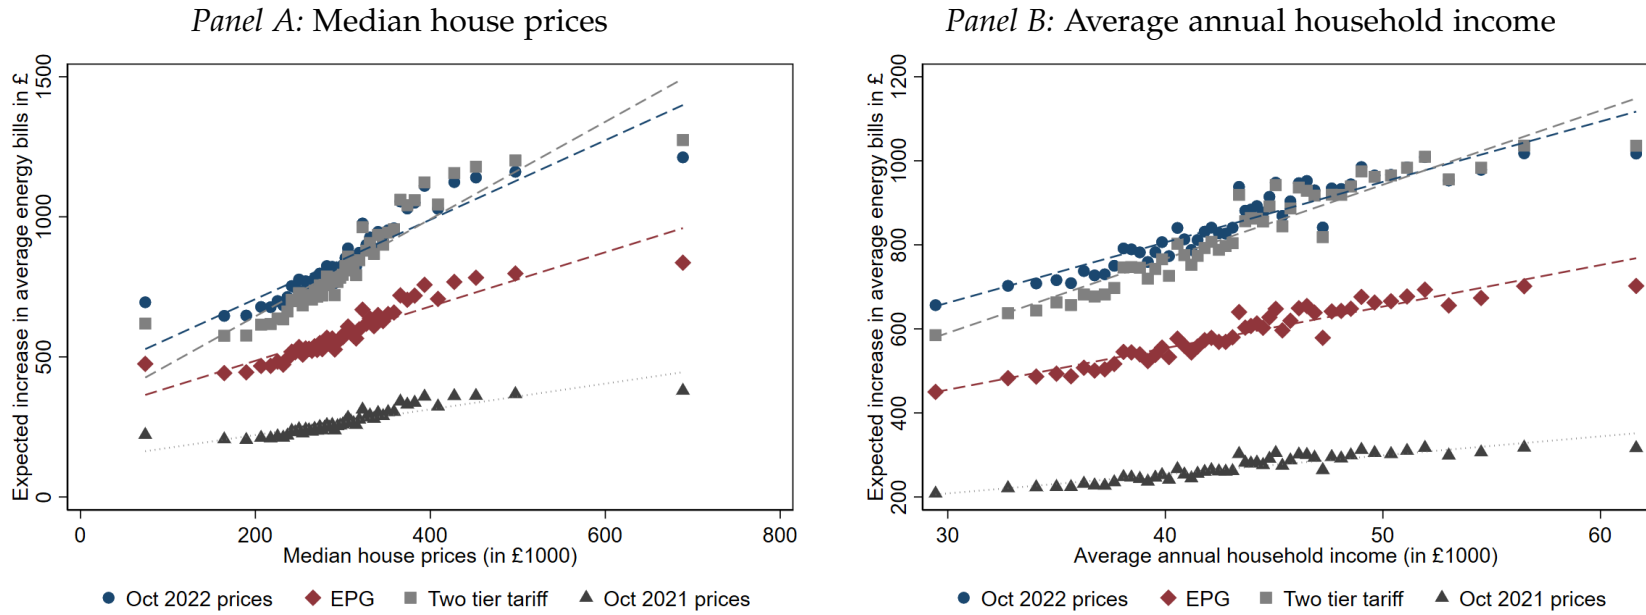 Panel A: Median house prices
Expected increase in average energy bills in £
1500
1000
500
0
0 200 400 600 800
Median house prices (in £1000)
Oct 2022 prices EPG Two tier tariff Oct 2021 prices
Panel B: Average annual household income
Expected increase in average energy bills in £
1200
1000
800
600
400
200
30 40 50 60
Average annual household income (in £1000)
Oct 2022 prices EPG Two tier tariff Oct 2021 prices